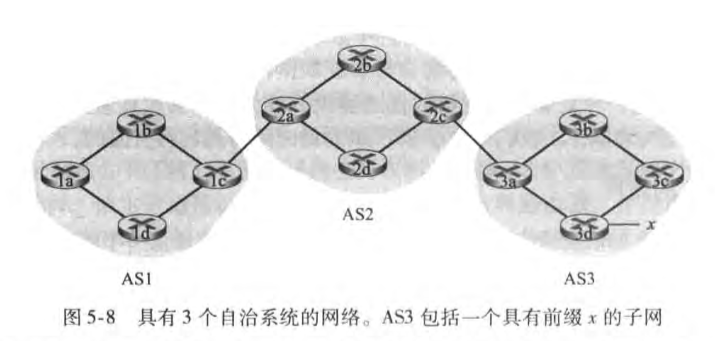 2b
1b
2a
2c
3b
1a
1c
2d
3a
3c
1d
AS2
3d
x
AS1
AS3
图 5-8 具有 3 个自治系统的网络。AS3 包括一个具有前缀 x 的子网